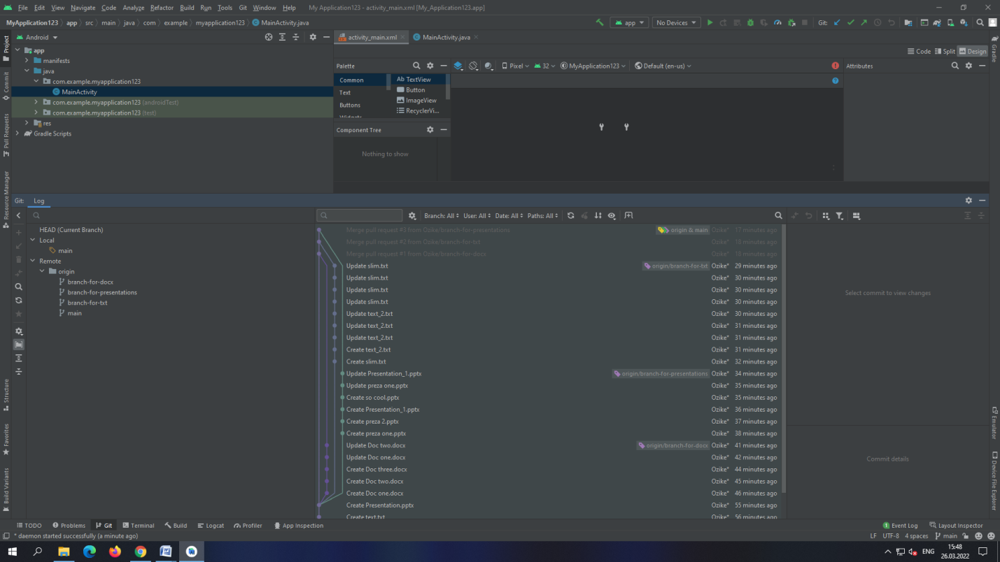 File Edit View Navigate Code Analyze Refactor Build Run Tools Git Window Help My Application123 - activity_main.xml [My_Application123.app]
MyApplication123 app src main java com example myapplication123 MainActivity.java app No Devices Git:
Android activity_main.xml MainActivity.java
Project
Commit
Pull Requests
Resource Manager
Structure
Favorites
Build Variants
app
manifests
java
com.example.myapplication123
MainActivity
com.example.myapplication123 (androidTest)
com.example.myapplication123 (test)
res
Gradle Scripts
Code Split Design
Palette
Common
Text
Buttons
Widgets
Ab TextView
Button
ImageView
RecyclerVi...
Component Tree
Nothing to show
Pixel 32 MyApplication123 Default (en-us)
Attributes
Gradle
Emulator
Device File Explorer
Git: Log
HEAD (Current Branch)
Local
main
Remote
origin
branch-for-docx
branch-for-presentations
branch-for-txt
main
Branch: All User: All Date: All Paths: All
Merge pull request #3 from Ozike/branch-for-presentations origin & main Ozike* 17 minutes ago
Merge pull request #2 from Ozike/branch-for-txt Ozike* 18 minutes ago
Merge pull request #1 from Ozike/branch-for-docx Ozike* 18 minutes ago
Update slim.txt origin/branch-for-txt Ozike* 29 minutes ago
Update slim.txt Ozike* 30 minutes ago
Update slim.txt Ozike* 30 minutes ago
Update slim.txt Ozike* 30 minutes ago
Update text_2.txt Ozike* 30 minutes ago
Update text_2.txt Ozike* 31 minutes ago
Update text_2.txt Ozike* 31 minutes ago
Create text_2.txt Ozike* 31 minutes ago
Create slim.txt Ozike* 32 minutes ago
Update Presentation_1.pptx origin/branch-for-presentations Ozike* 34 minutes ago
Update preza one.pptx Ozike* 35 minutes ago
Create so cool.pptx Ozike* 35 minutes ago
Create Presentation_1.pptx Ozike* 36 minutes ago
Create preza 2.pptx Ozike* 37 minutes ago
Create preza one.pptx Ozike* 38 minutes ago
Update Doc two.docx origin/branch-for-docx Ozike* 41 minutes ago
Update Doc one.docx Ozike* 42 minutes ago
Create Doc three.docx Ozike* 44 minutes ago
Create Doc two.docx Ozike* 45 minutes ago
Create Doc one.docx Ozike* 46 minutes ago
Create Presentation.pptx Ozike* 55 minutes ago
Create text.txt Ozike* 56 minutes ago
Select commit to view changes
Commit details
TODO Problems Git Terminal Build Logcat Profiler App Inspection 1 Event Log Layout Inspector
* daemon started successfully (a minute ago) LF UTF-8 4 spaces main
ENG
15:48
26.03.2022